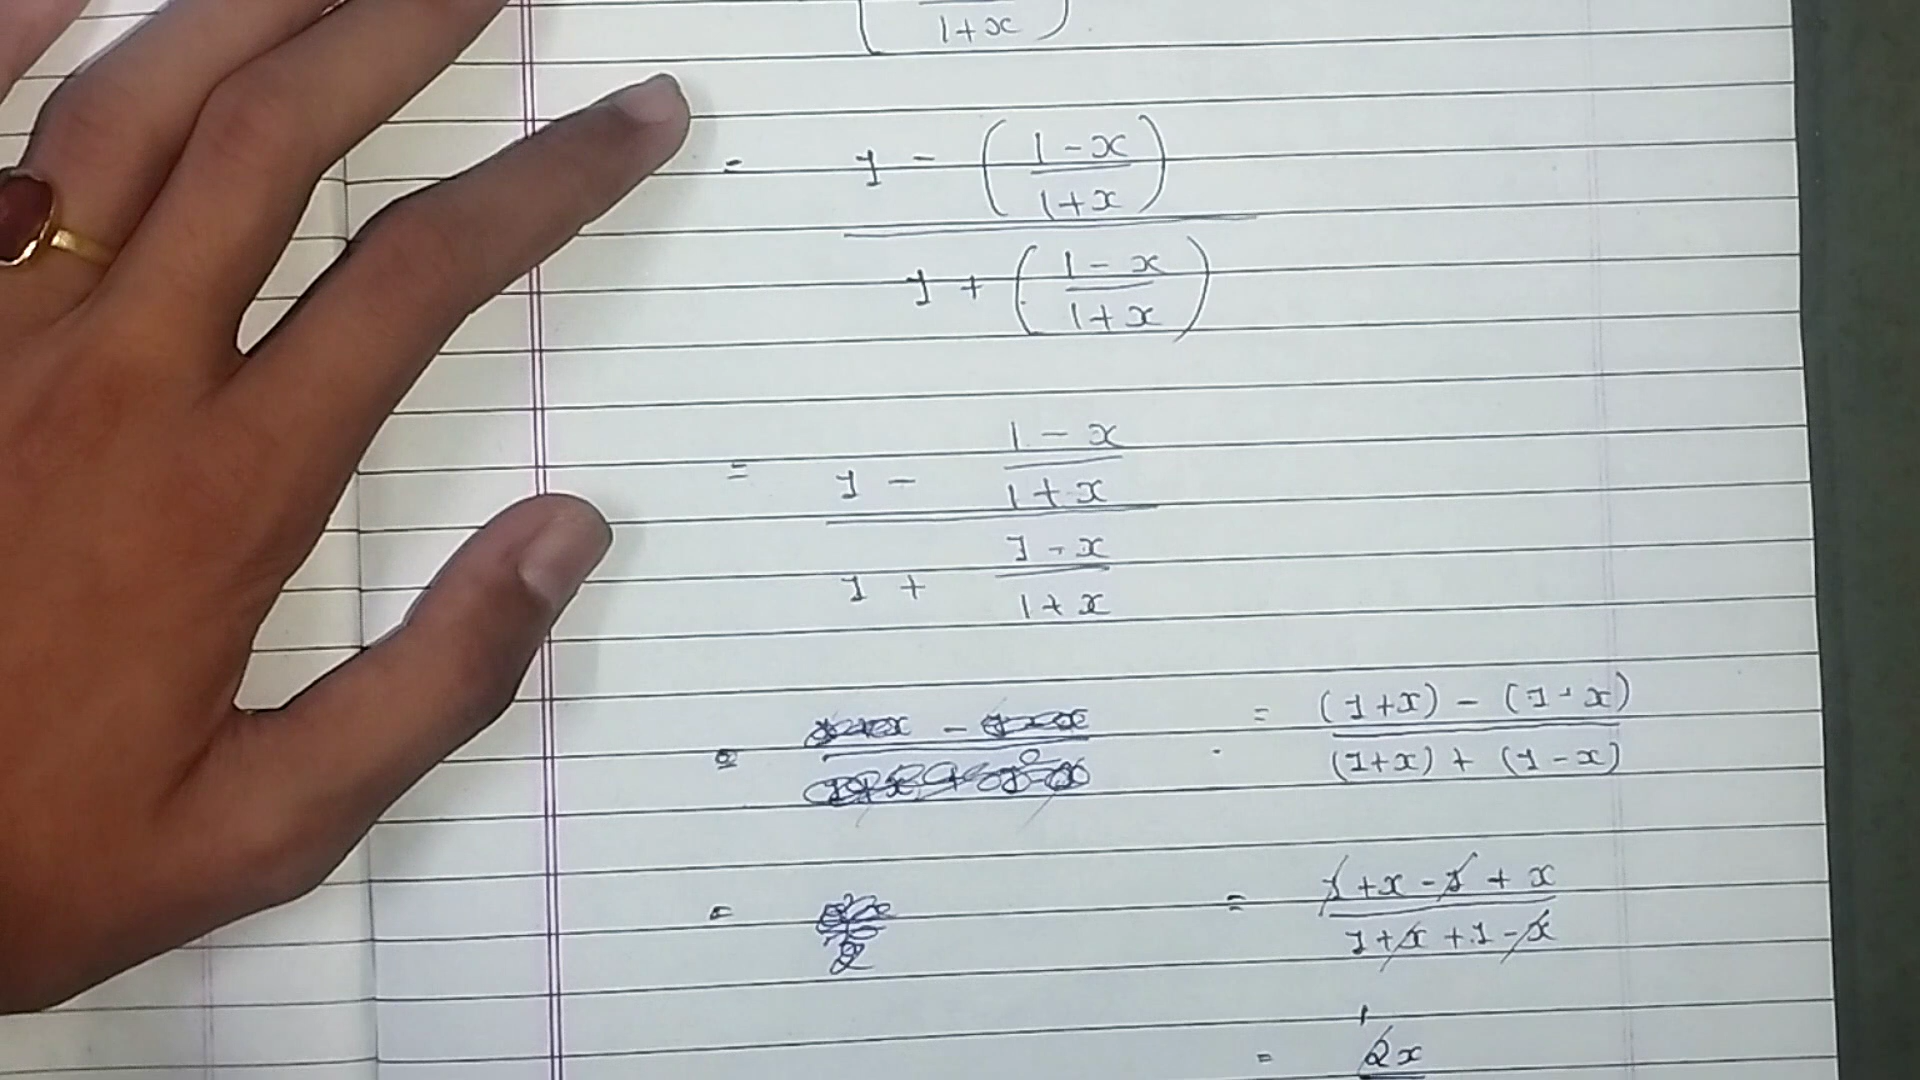 1+x )
= 1 - ( 1-x
1+x )
1 + ( 1-x
1+x )
1-x
= 1 -
1+x
1-x
1 +
1+x
= (1+x) - (1-x)
(1+x) + (1-x)
= = 1+x-1+x
1+x+1-x
= 2x